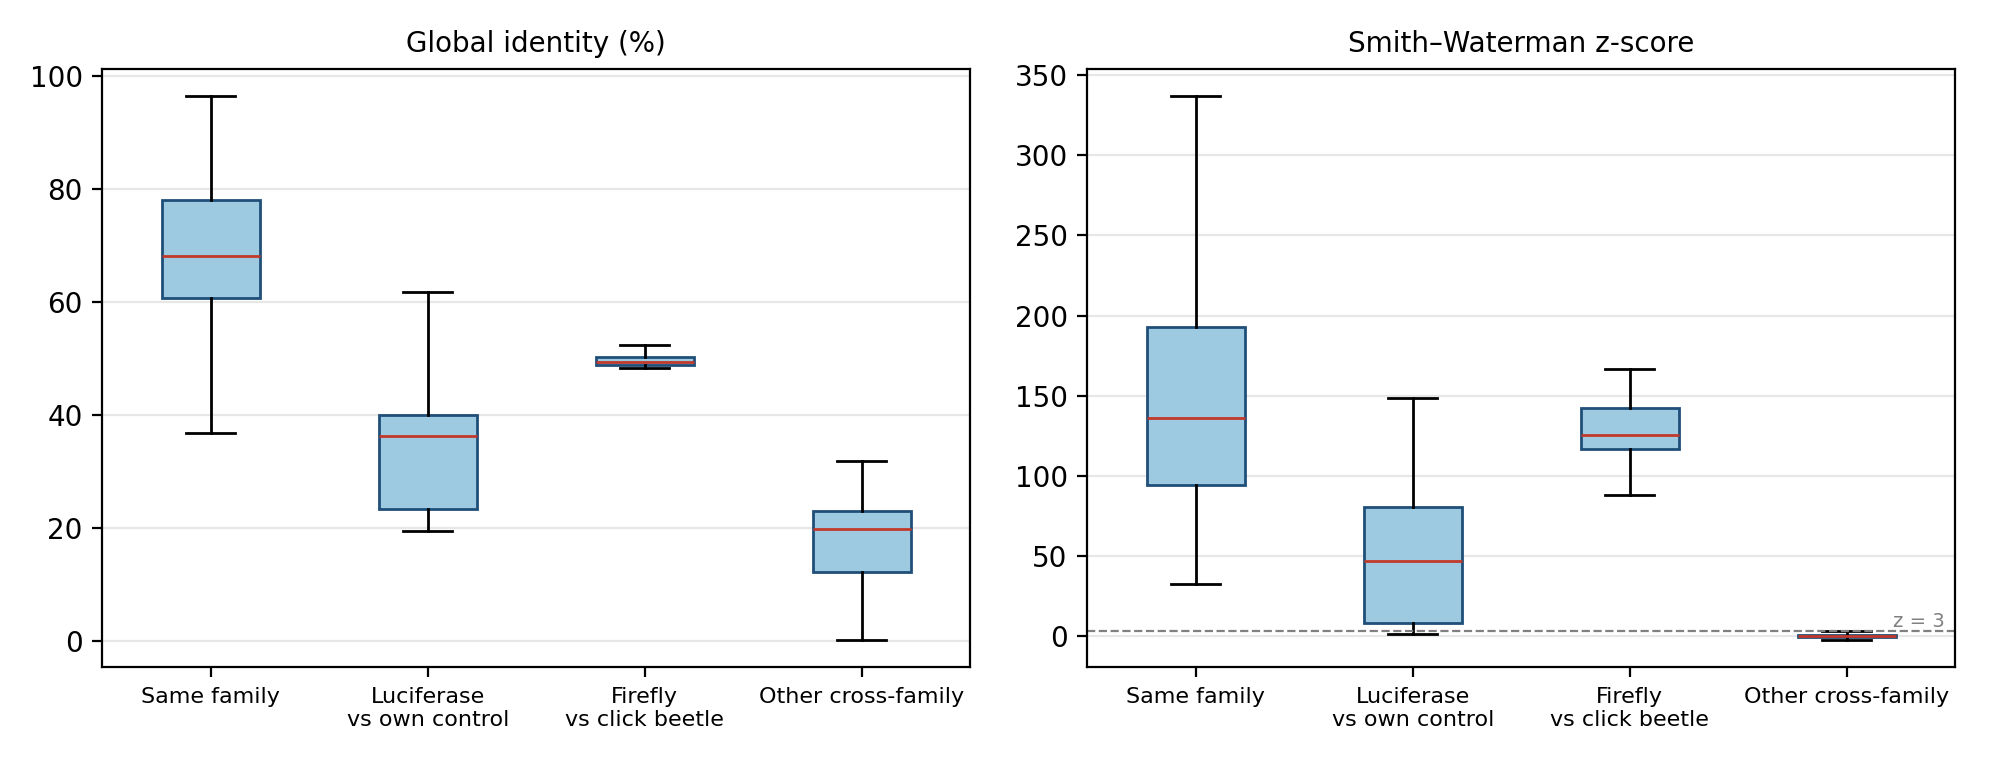 Global identity (%)
100
80
60
40
20
0
Same family
Luciferase
vs own control
Firefly
vs click beetle
Other cross-family
Smith–Waterman z-score
350
300
250
200
150
100
50
0
z = 3
Same family
Luciferase
vs own control
Firefly
vs click beetle
Other cross-family